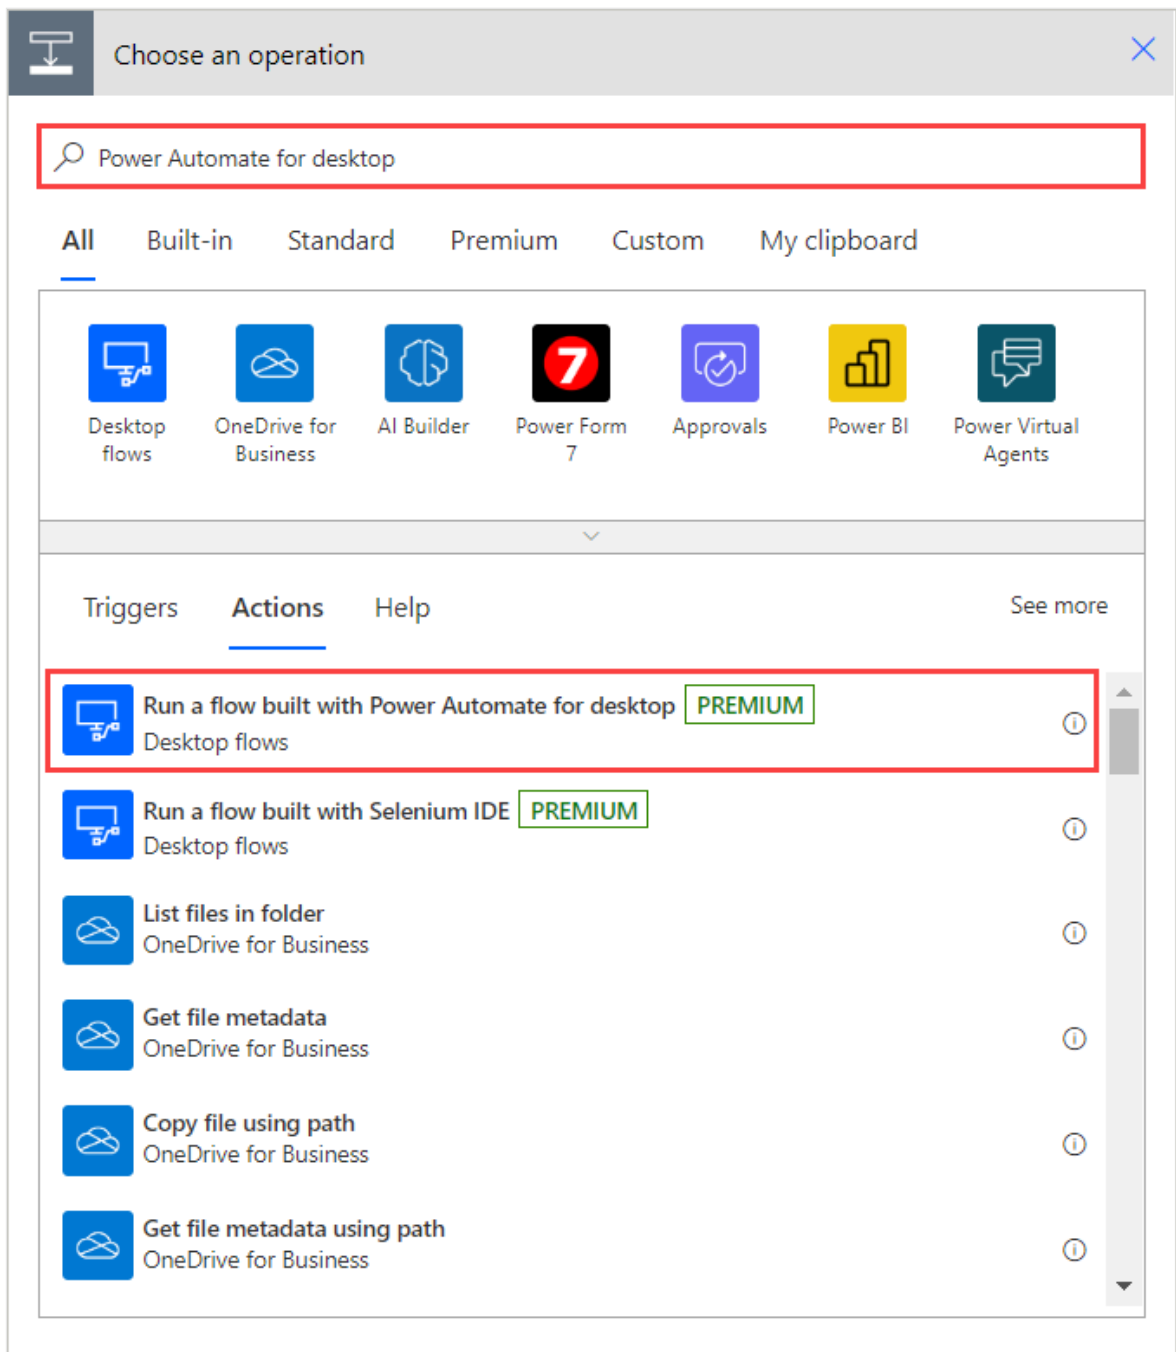 Choose an operation
Power Automate for desktop
All Built-in Standard Premium Custom My clipboard
Desktop flows
OneDrive for Business
AI Builder
Power Form 7
Approvals
Power BI
Power Virtual Agents
Triggers Actions Help See more
Run a flow built with Power Automate for desktop PREMIUM
Desktop flows
Run a flow built with Selenium IDE PREMIUM
Desktop flows
List files in folder
OneDrive for Business
Get file metadata
OneDrive for Business
Copy file using path
OneDrive for Business
Get file metadata using path
OneDrive for Business